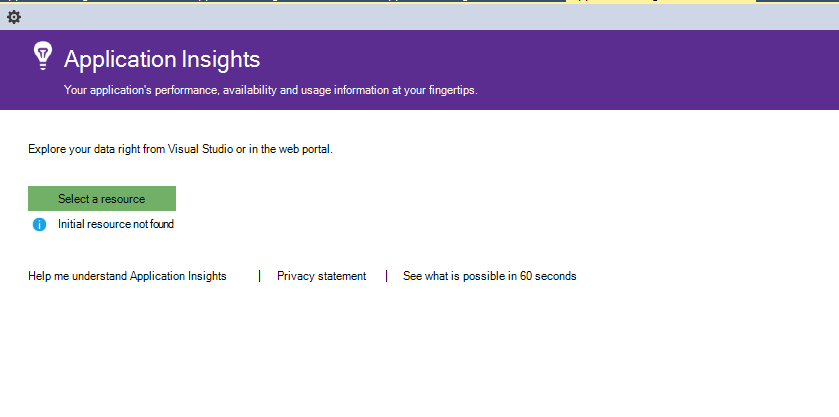 Application Insights
Your application's performance, availability and usage information at your fingertips.
Explore your data right from Visual Studio or in the web portal.
Select a resource
Initial resource not found
Help me understand Application Insights | Privacy statement | See what is possible in 60 seconds